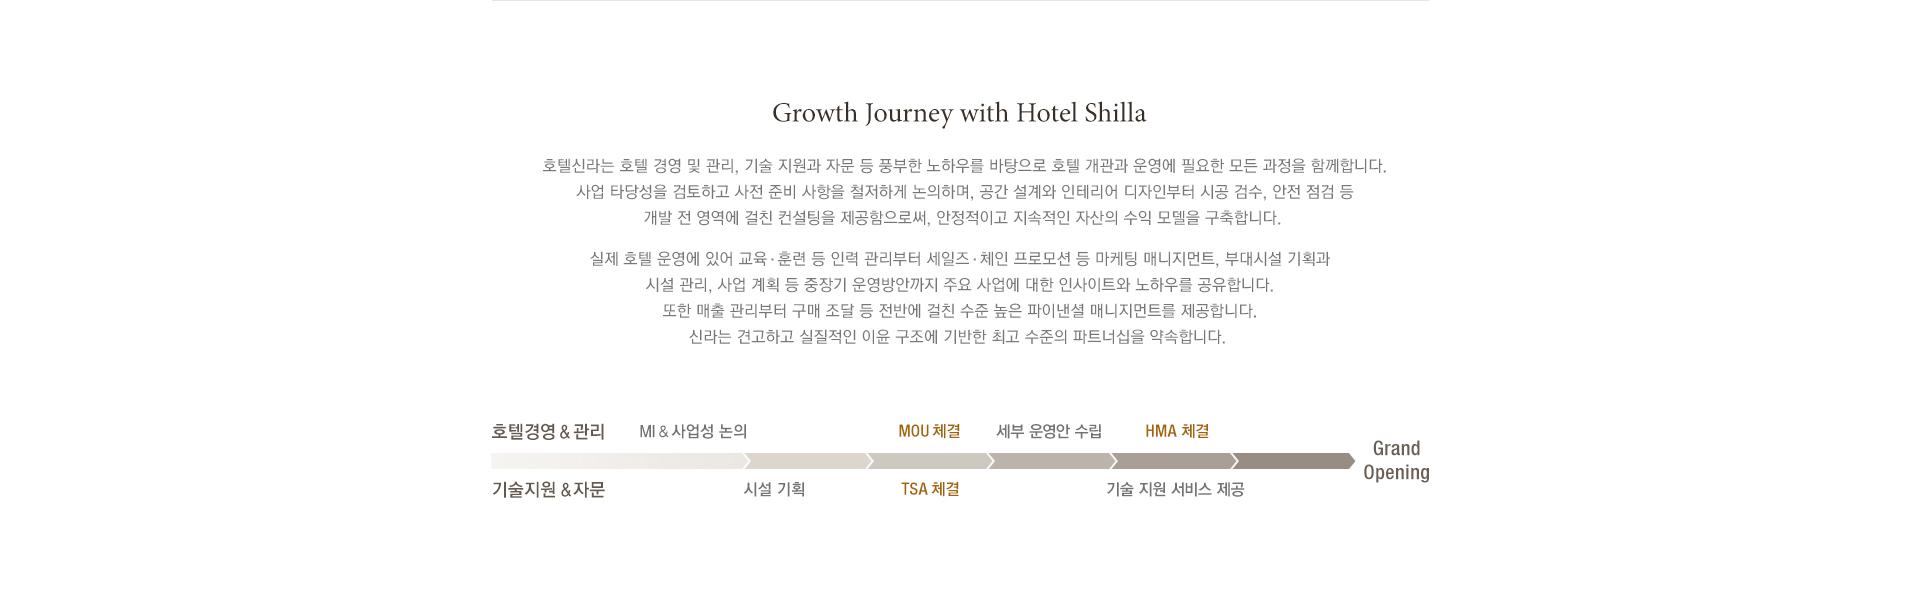 Growth Journey with Hotel Shilla
호텔신라는 호텔 경영 및 관리, 기술 지원과 자문 등 풍부한 노하우를 바탕으로 호텔 개관과 운영에 필요한 모든 과정을 함께합니다.
사업 타당성을 검토하고 사전 준비 사항을 철저하게 논의하며, 공간 설계와 인테리어 디자인부터 시공 검수, 안전 점검 등
개발 전 영역에 걸친 컨설팅을 제공함으로써, 안정적이고 지속적인 자산의 수익 모델을 구축합니다.
실제 호텔 운영에 있어 교육·훈련 등 인력 관리부터 세일즈·체인 프로모션 등 마케팅 매니지먼트, 부대시설 기획과
시설 관리, 사업 계획 등 중장기 운영방안까지 주요 사업에 대한 인사이트와 노하우를 공유합니다.
또한 매출 관리부터 구매 조달 등 전반에 걸친 수준 높은 파이낸셜 매니지먼트를 제공합니다.
신라는 견고하고 실질적인 이윤 구조에 기반한 최고 수준의 파트너십을 약속합니다.
호텔경영 & 관리 MI & 사업성 논의 MOU 체결 세부 운영안 수립 HMA 체결
Grand
Opening
기술지원 & 자문 시설 기획 TSA 체결 기술 지원 서비스 제공